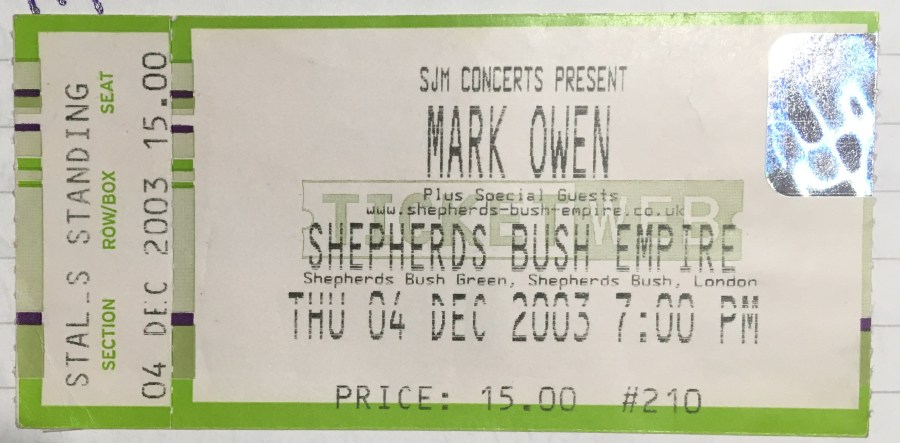 STALLS STANDING
SECTION ROW/BOX SEAT
04 DEC 2003 15.00
SJM CONCERTS PRESENT
MARK OWEN
Plus Special Guests
www.shepherds-bush-empire.co.uk
TICKETWEB
SHEPHERDS BUSH EMPIRE
Shepherds Bush Green, Shepherds Bush, London
THU 04 DEC 2003 7:00 PM
PRICE: 15.00 #210